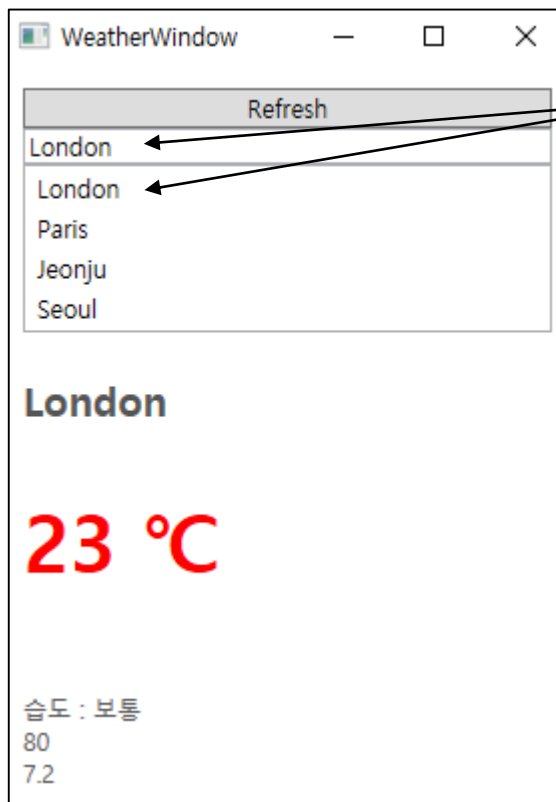 WeatherWindow
Refresh
London
London
Paris
Jeonju
Seoul
London
23 ℃
습도 : 보통
80
7.2